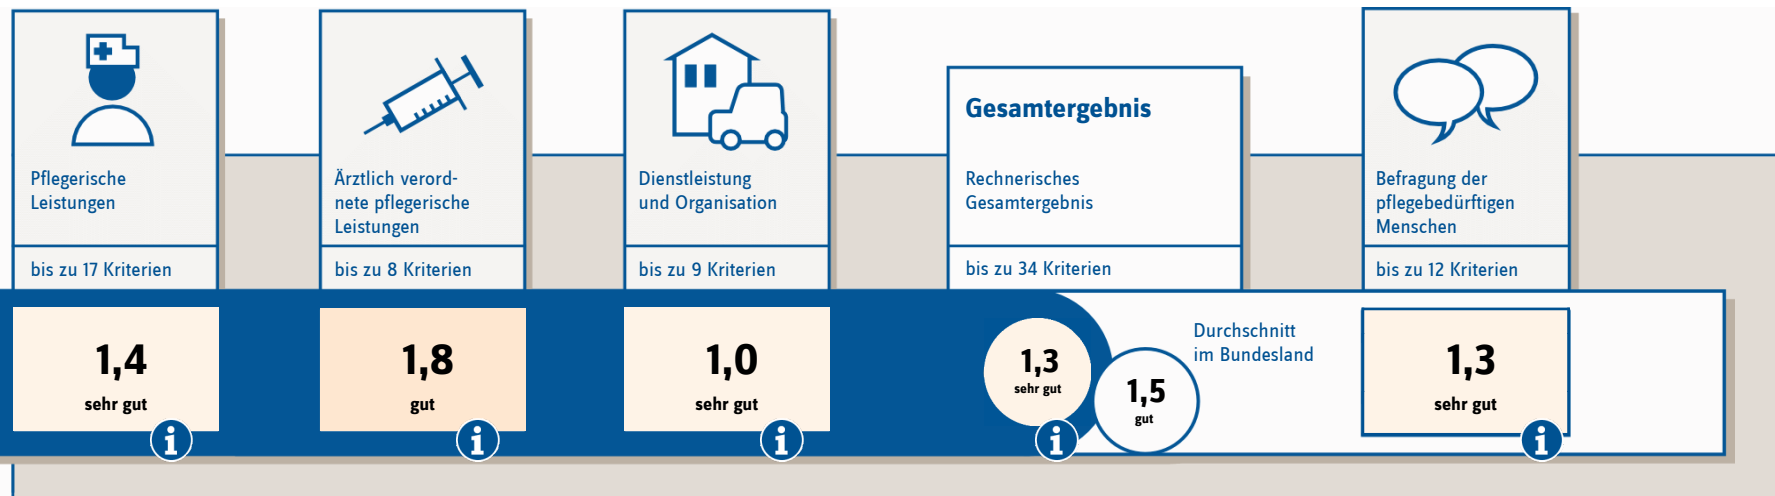 Pflegerische
Leistungen
bis zu 17 Kriterien
1,4
sehr gut
i
Ärztlich verord-
nete pflegerische
Leistungen
bis zu 8 Kriterien
1,8
gut
i
Dienstleistung
und Organisation
bis zu 9 Kriterien
1,0
sehr gut
i
Gesamtergebnis
Rechnerisches
Gesamtergebnis
bis zu 34 Kriterien
1,3
sehr gut
i
1,5
gut
Durchschnitt
im Bundesland
Befragung der
pflegebedürftigen
Menschen
bis zu 12 Kriterien
1,3
sehr gut
i